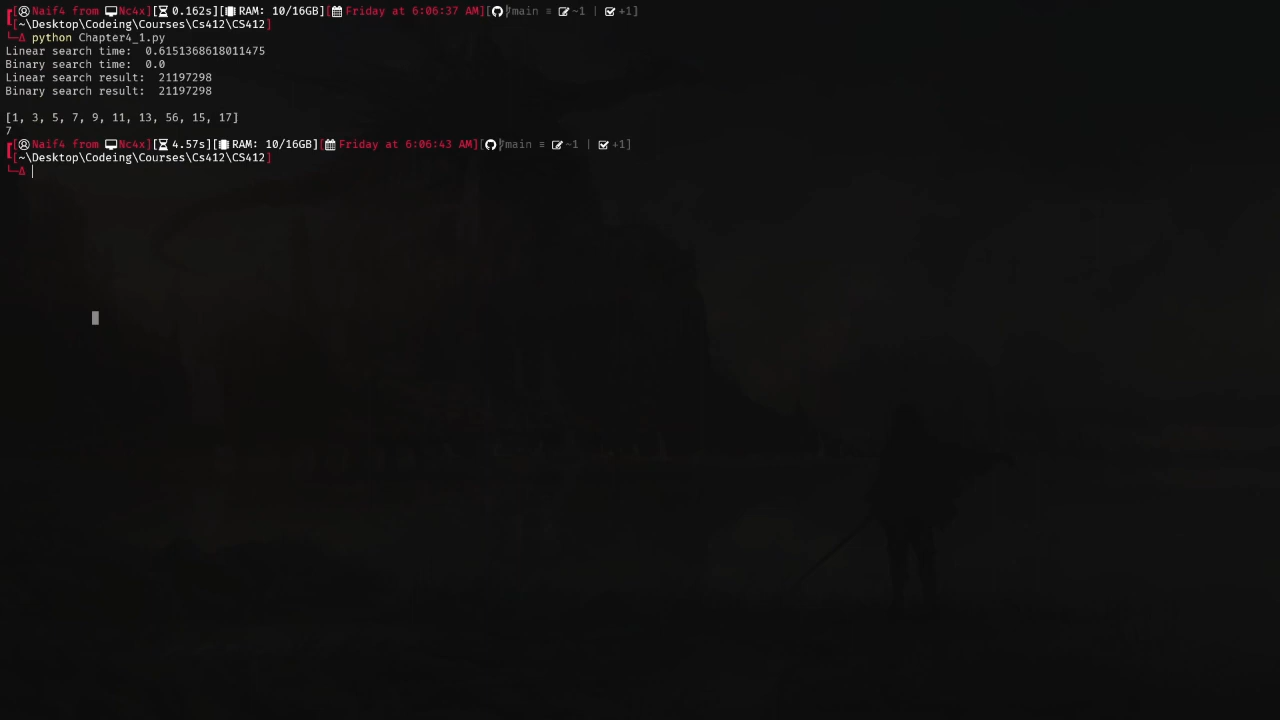 [Naif4 from Nc4x][0.162s][RAM: 10/16GB][Friday at 6:06:37 AM][main ≡ ~1 | +1]
[~\Desktop\Codeing\Courses\Cs412\CS412]
└─Δ python Chapter4_1.py
Linear search time:  0.6151368618011475
Binary search time:  0.0
Linear search result:  21197298
Binary search result:  21197298
[1, 3, 5, 7, 9, 11, 13, 56, 15, 17]
7
[Naif4 from Nc4x][4.57s][RAM: 10/16GB][Friday at 6:06:43 AM][main ≡ ~1 | +1]
[~\Desktop\Codeing\Courses\Cs412\CS412]
└─Δ